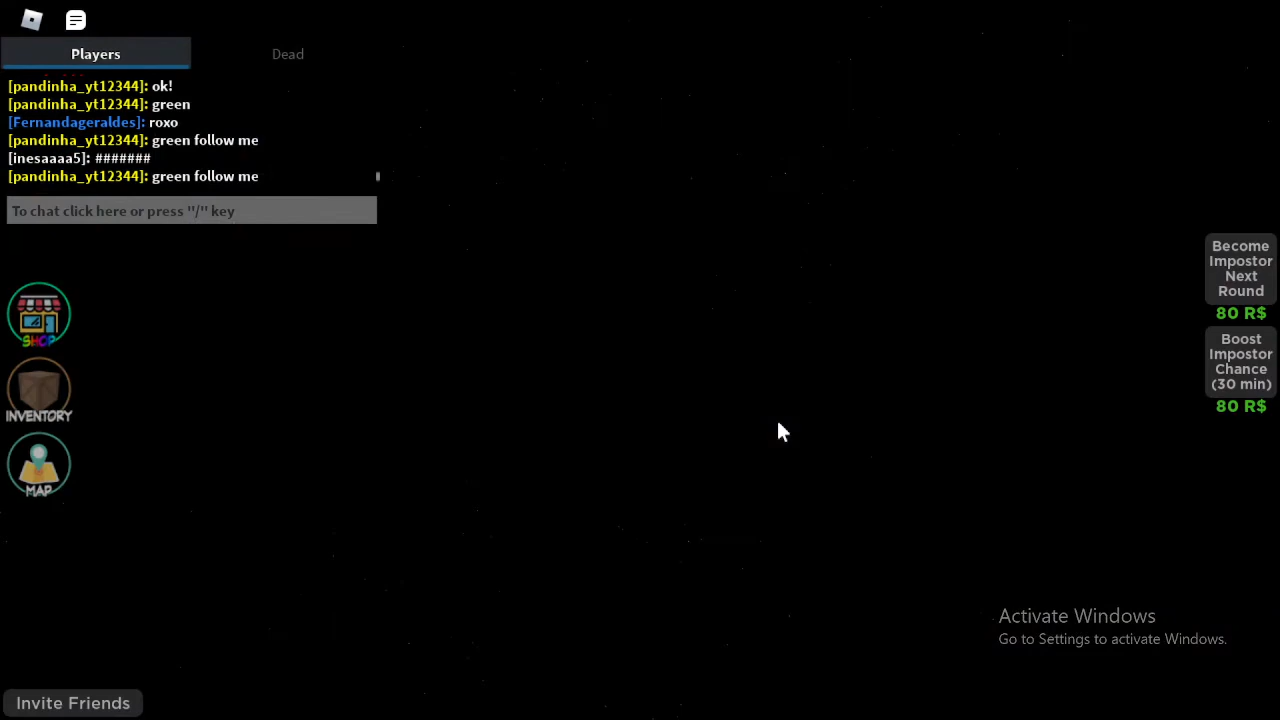 Players
Dead
[pandinha_yt12344]: ok!
[pandinha_yt12344]: green
[Fernandageraldes]: roxo
[pandinha_yt12344]: green follow me
[inesaaaa5]: #######
[pandinha_yt12344]: green follow me
To chat click here or press "/" key
SHOP
INVENTORY
MAP
Become
Impostor
Next
Round
80 R$
Boost
Impostor
Chance
(30 min)
80 R$
Activate Windows
Go to Settings to activate Windows.
Invite Friends